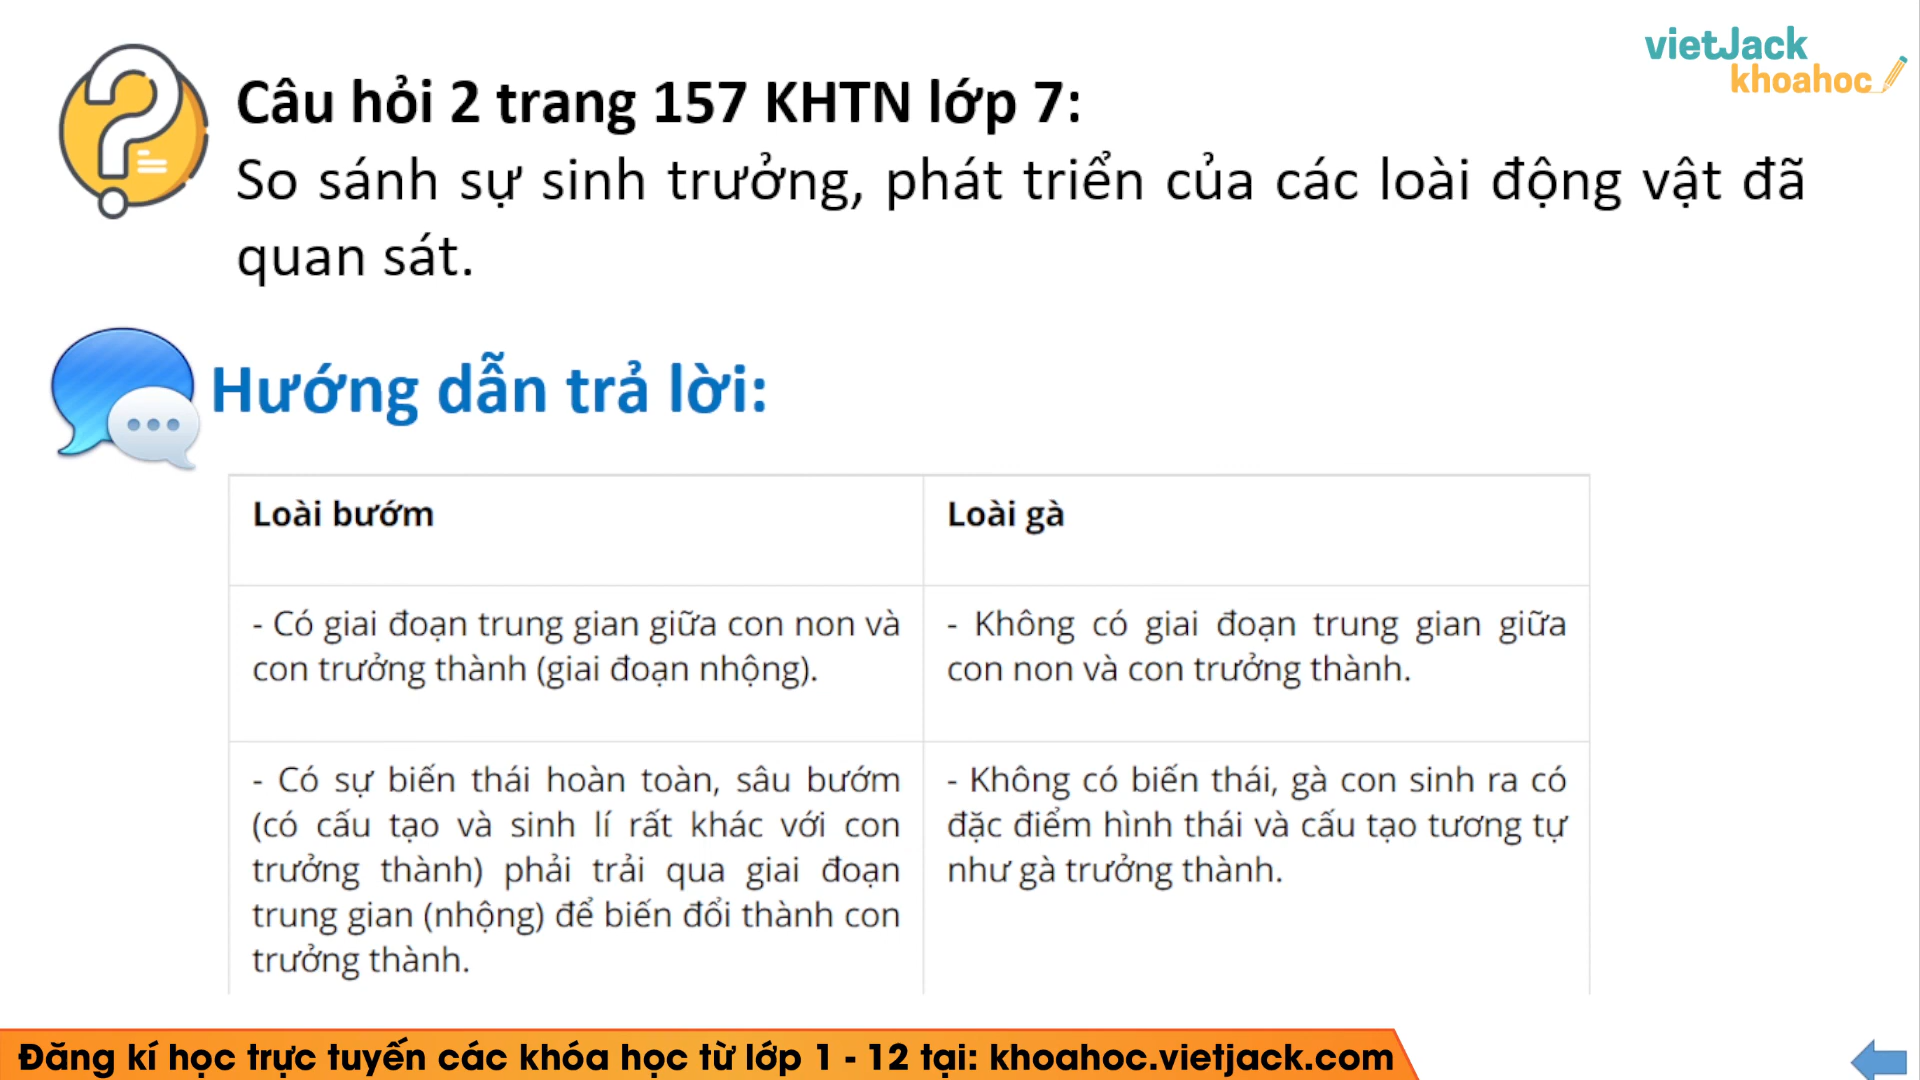 vietJack
khoahoc
Câu hỏi 2 trang 157 KHTN lớp 7:
So sánh sự sinh trưởng, phát triển của các loài động vật đã
quan sát.
Hướng dẫn trả lời:
Loài bướm
Loài gà
- Có giai đoạn trung gian giữa con non và
con trưởng thành (giai đoạn nhộng).
- Không có giai đoạn trung gian giữa
con non và con trưởng thành.
- Có sự biến thái hoàn toàn, sâu bướm
(có cấu tạo và sinh lí rất khác với con
trưởng thành) phải trải qua giai đoạn
trung gian (nhộng) để biến đổi thành con
trưởng thành.
- Không có biến thái, gà con sinh ra có
đặc điểm hình thái và cấu tạo tương tự
như gà trưởng thành.
Đăng kí học trực tuyến các khóa học từ lớp 1 - 12 tại: khoahoc.vietjack.com